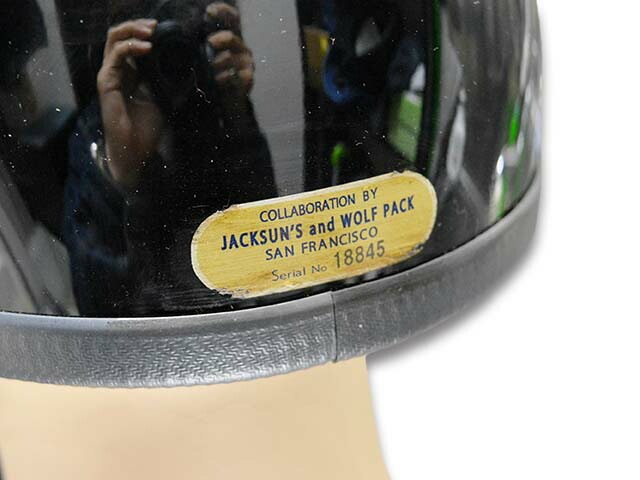 COLLABORATION BY
JACKSUN'S and WOLF PACK
SAN FRANCISCO
Serial No 18845